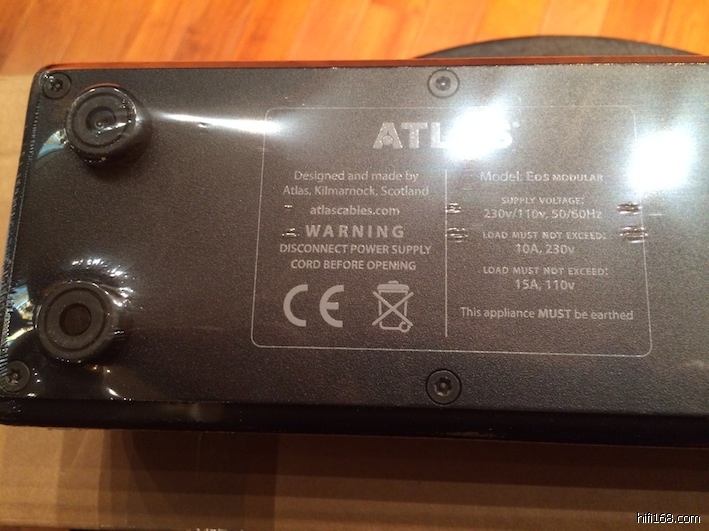 ATLAS
Designed and made by
Atlas, Kilmarnock, Scotland
atlascables.com
WARNING
DISCONNECT POWER SUPPLY
CORD BEFORE OPENING
CE
Model: Eos MODULAR
SUPPLY VOLTAGE:
230v/110v, 50/60Hz
LOAD MUST NOT EXCEED:
10A, 230v
LOAD MUST NOT EXCEED:
15A, 110v
This appliance MUST be earthed
hifi168.com